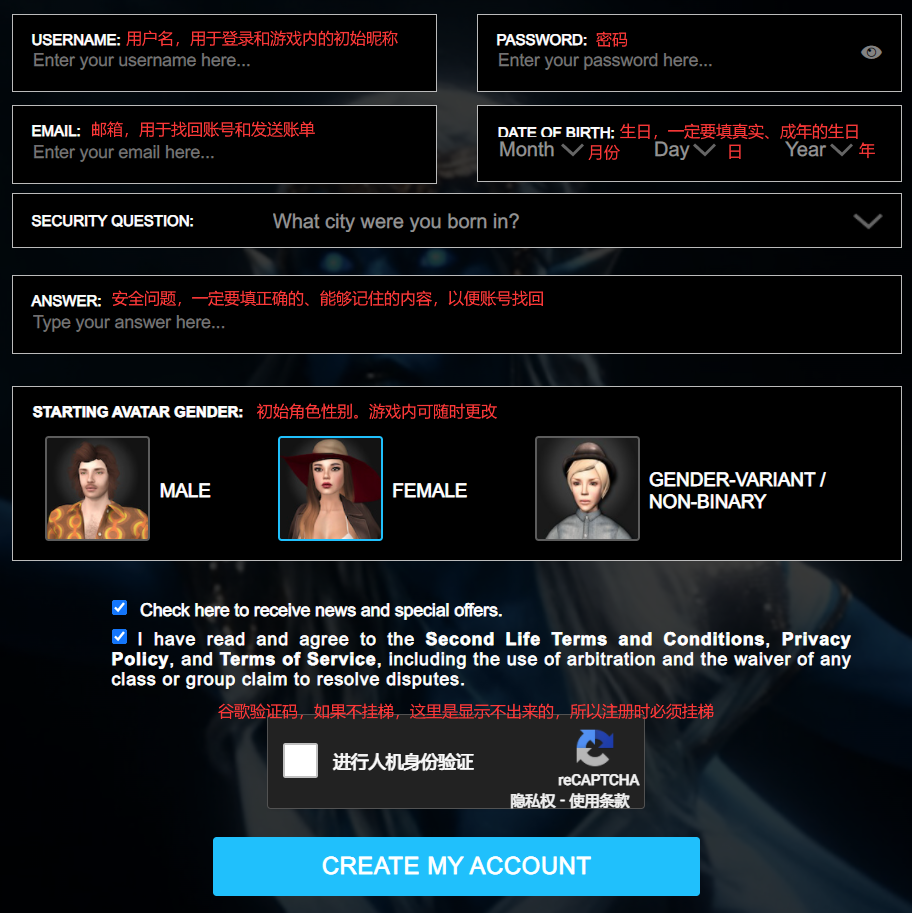 USERNAME: 用户名，用于登录和游戏内的初始昵称
Enter your username here...
PASSWORD: 密码
Enter your password here...
EMAIL: 邮箱，用于找回账号和发送账单
Enter your email here...
DATE OF BIRTH: 生日，一定要填真实、成年的生日
Month 月份 Day 日 Year 年
SECURITY QUESTION: What city were you born in?
ANSWER: 安全问题，一定要填正确的、能够记住的内容，以便账号找回
Type your answer here...
STARTING AVATAR GENDER: 初始角色性别。游戏内可随时更改
MALE
FEMALE
GENDER-VARIANT /
NON-BINARY
Check here to receive news and special offers.
I have read and agree to the Second Life Terms and Conditions, Privacy
Policy, and Terms of Service, including the use of arbitration and the waiver of any
class or group claim to resolve disputes.
谷歌验证码，如果不挂梯，这里是显示不出来的，所以注册时必须挂梯
进行人机身份验证
reCAPTCHA
隐私权 - 使用条款
CREATE MY ACCOUNT